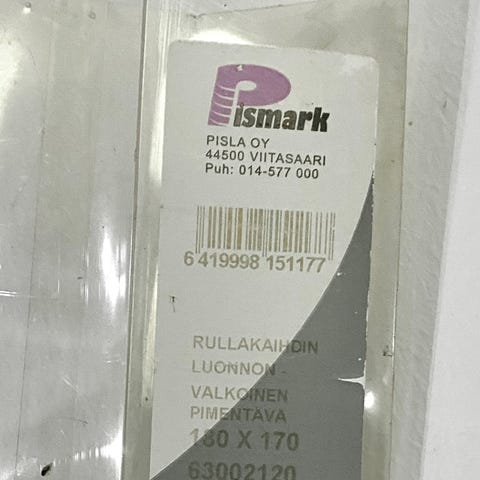 Pismark
PISLA OY
44500 VIITASAARI
Puh: 014-577 000
6 419998 151177
RULLAKAIHDIN
LUONNON -
VALKOINEN
PIMENTÄVÄ
180 X 170
63002120